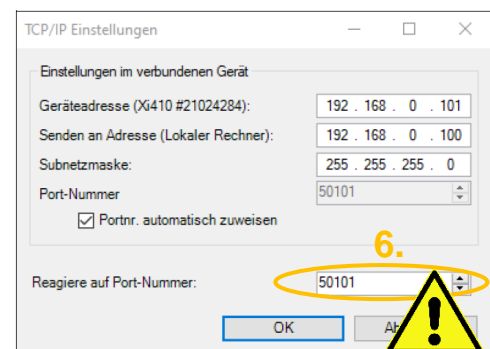 TCP/IP Einstellungen
Einstellungen im verbundenen Gerät
Geräteadresse (Xi410 #21024284): 192 . 168 . 0 . 101
Senden an Adresse (Lokaler Rechner): 192 . 168 . 0 . 100
Subnetzmaske: 255 . 255 . 255 . 0
Port-Nummer 50101
Portnr. automatisch zuweisen
6.
Reagiere auf Port-Nummer: 50101
OK